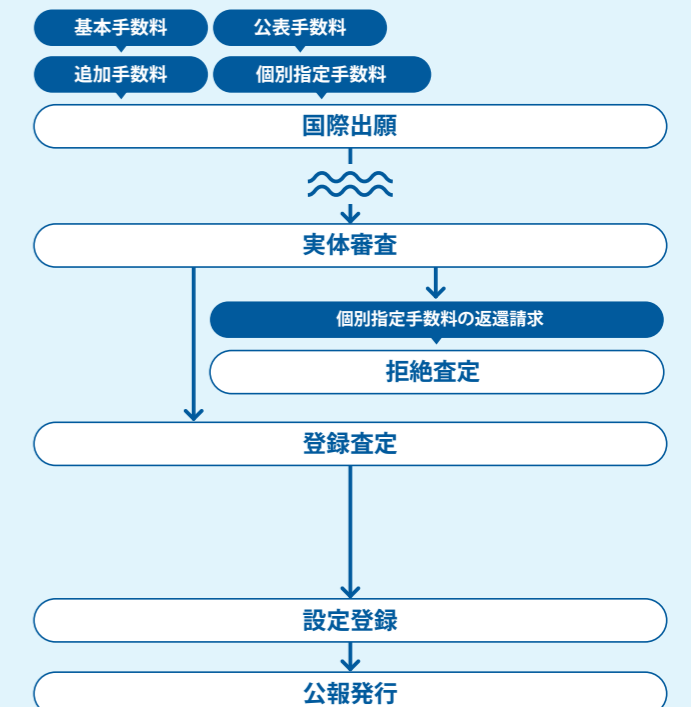 基本手数料
公表手数料
追加手数料
個別指定手数料
国際出願
実体審査
個別指定手数料の返還請求
拒絶査定
登録査定
設定登録
公報発行